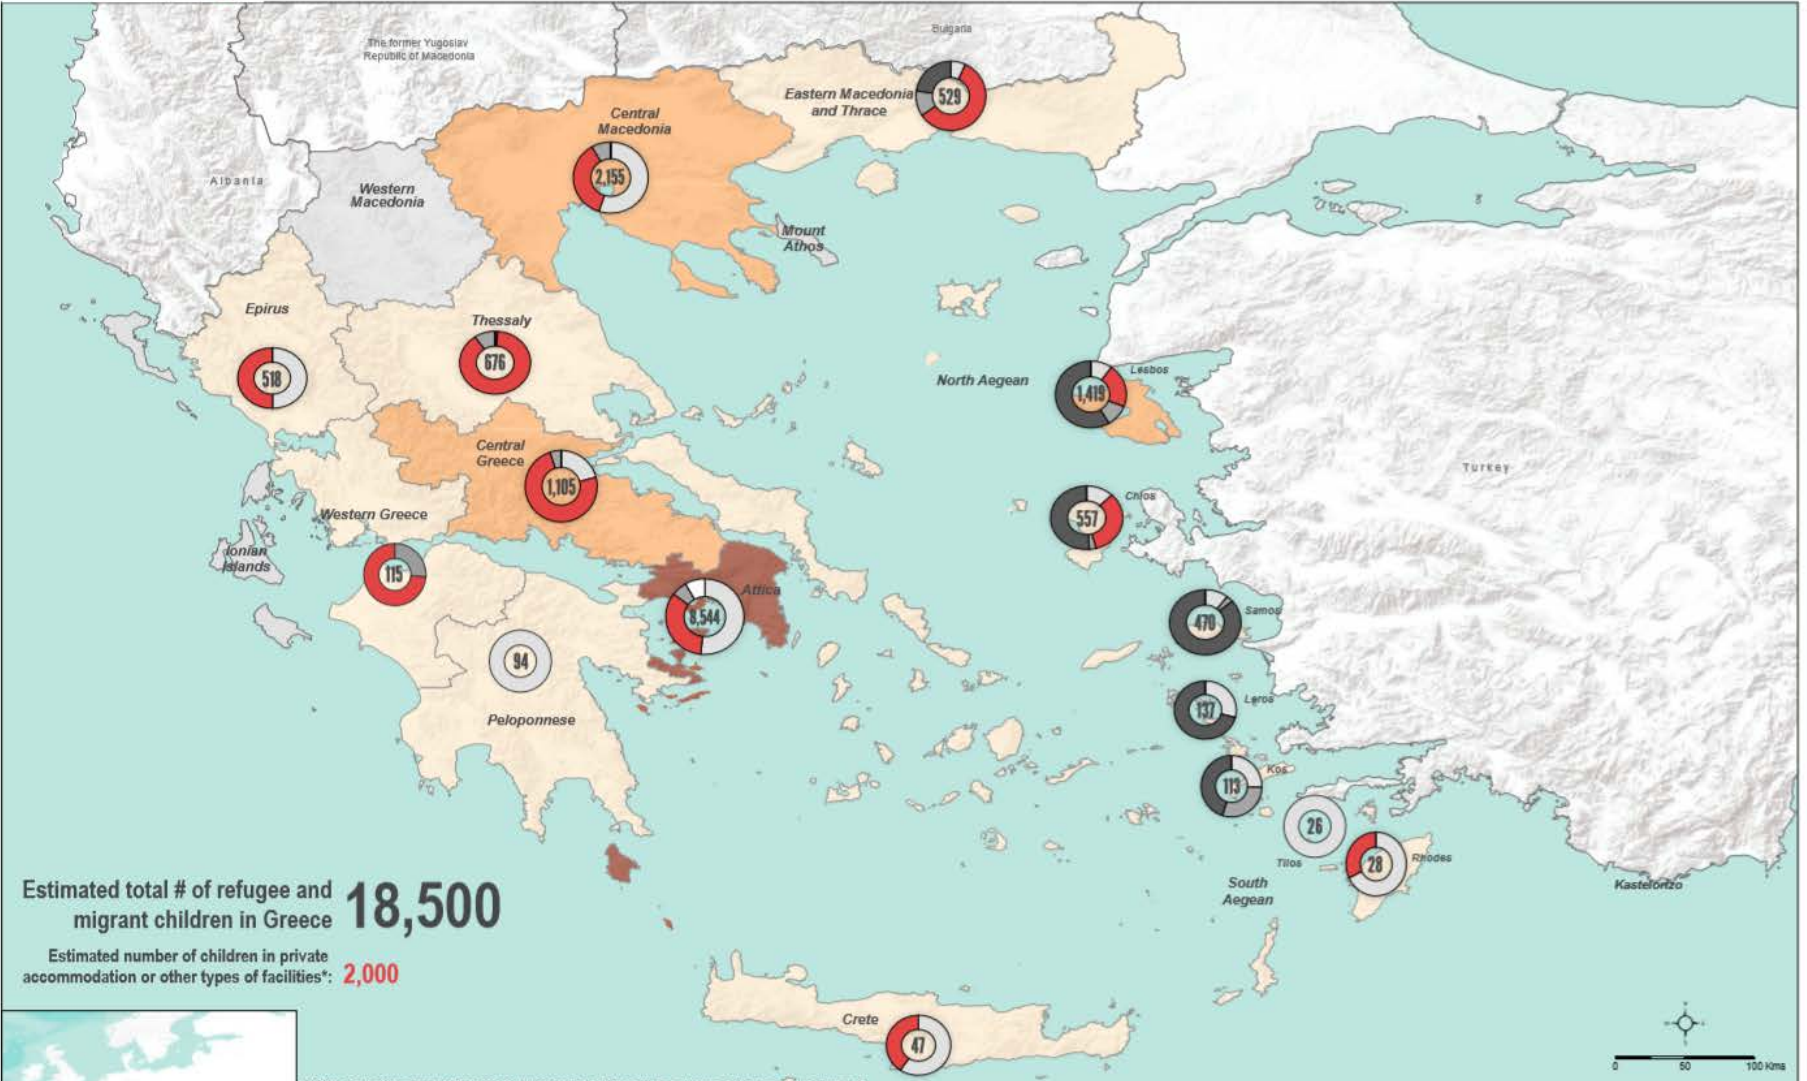 Bulgaria
The former Yugoslav
Republic of Macedonia
Eastern Macedonia
and Thrace
529
Central
Macedonia
2,155
Albania
Western
Macedonia
Mount
Athos
Epirus
518
Thessaly
676
North Aegean
Lesbos
1,419
Central
Greece
1,105
Turkey
Chios
557
Western Greece
115
Ionian
Islands
Attica
8,544
Samos
470
94
Peloponnese
Leros
137
Kos
113
26
Tilos
28
Rhodes
South
Aegean
Kastelorizo
Estimated total # of refugee and
migrant children in Greece
18,500
Estimated number of children in private
accommodation or other types of facilities*:
2,000
Crete
47
0 50 100 Kms